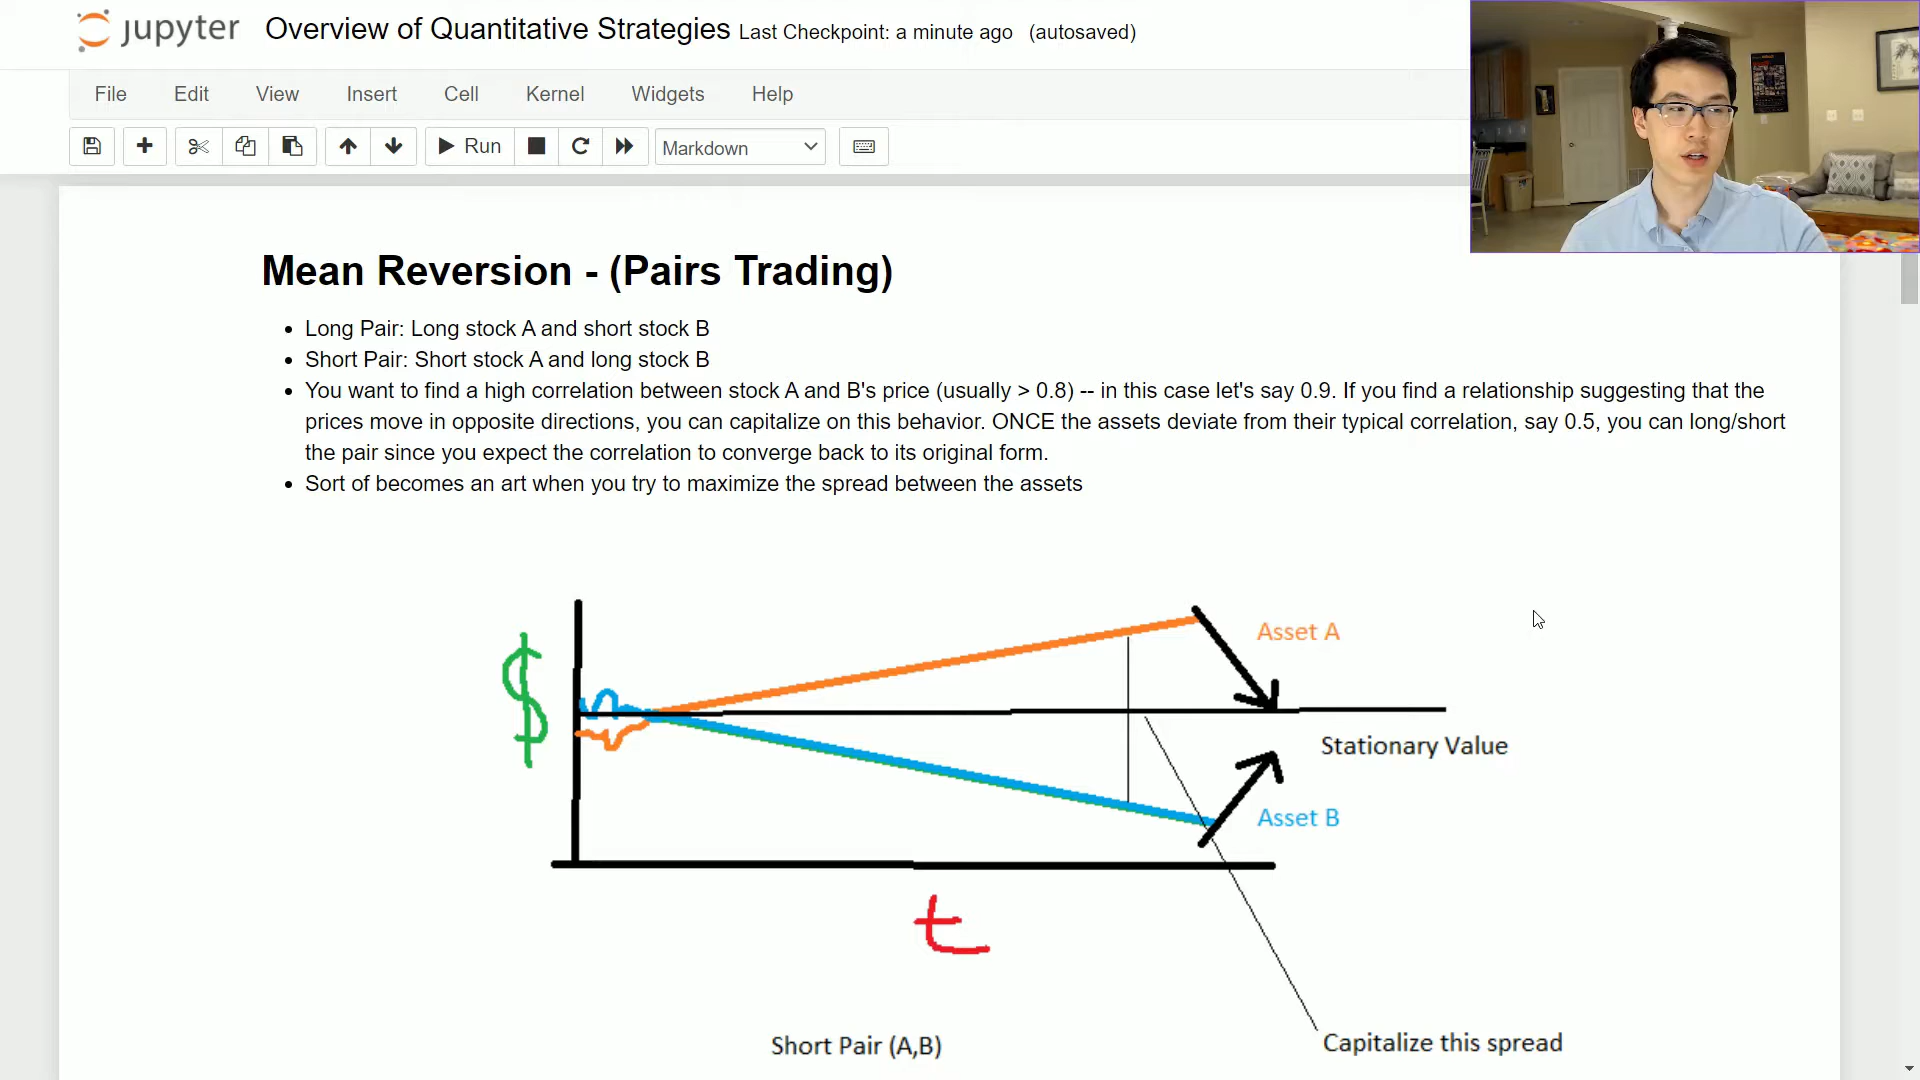 jupyter Overview of Quantitative Strategies Last Checkpoint: a minute ago (autosaved)
File Edit View Insert Cell Kernel Widgets Help
Run Markdown
Mean Reversion - (Pairs Trading)
• Long Pair: Long stock A and short stock B
• Short Pair: Short stock A and long stock B
• You want to find a high correlation between stock A and B's price (usually > 0.8) -- in this case let's say 0.9. If you find a relationship suggesting that the
prices move in opposite directions, you can capitalize on this behavior. ONCE the assets deviate from their typical correlation, say 0.5, you can long/short
the pair since you expect the correlation to converge back to its original form.
• Sort of becomes an art when you try to maximize the spread between the assets
Asset A
$
Stationary Value
Asset B
t
Short Pair (A,B)
Capitalize this spread